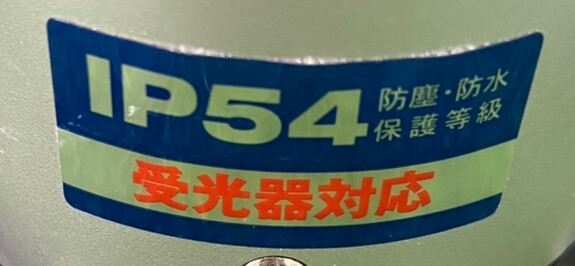 IP54
防塵・防水
保護等級
受光器対応